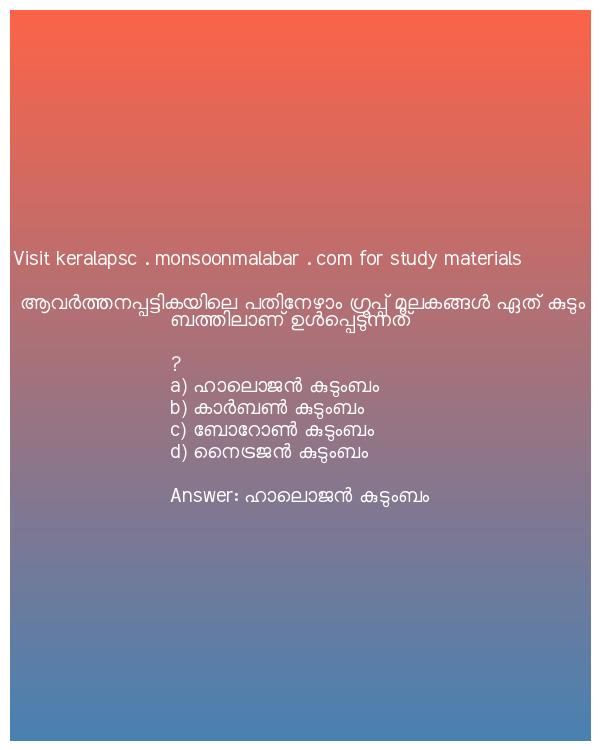 Visit keralapsc . monsoonmalabar . com for study materials
ആവർത്തനപ്പട്ടികയിലെ പതിനേഴാം ഗ്രൂപ്പ് മൂലകങ്ങൾ ഏത് കുടും
ബത്തിലാണ് ഉൾപ്പെടുന്നത്
?
a) ഹാലൊജൻ കുടുംബം
b) കാർബൺ കുടുംബം
c) ബോറോൺ കുടുംബം
d) നൈട്രജൻ കുടുംബം
Answer: ഹാലൊജൻ കുടുംബം